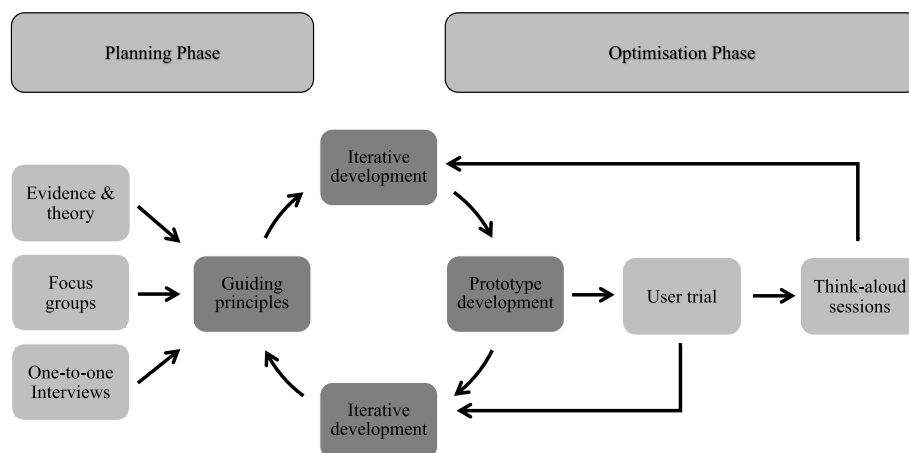 Planning Phase
Optimisation Phase
Iterative
development
Evidence &
theory
Focus
groups
Guiding
principles
Prototype
development
User trial
Think-aloud
sessions
One-to-one
Interviews
Iterative
development